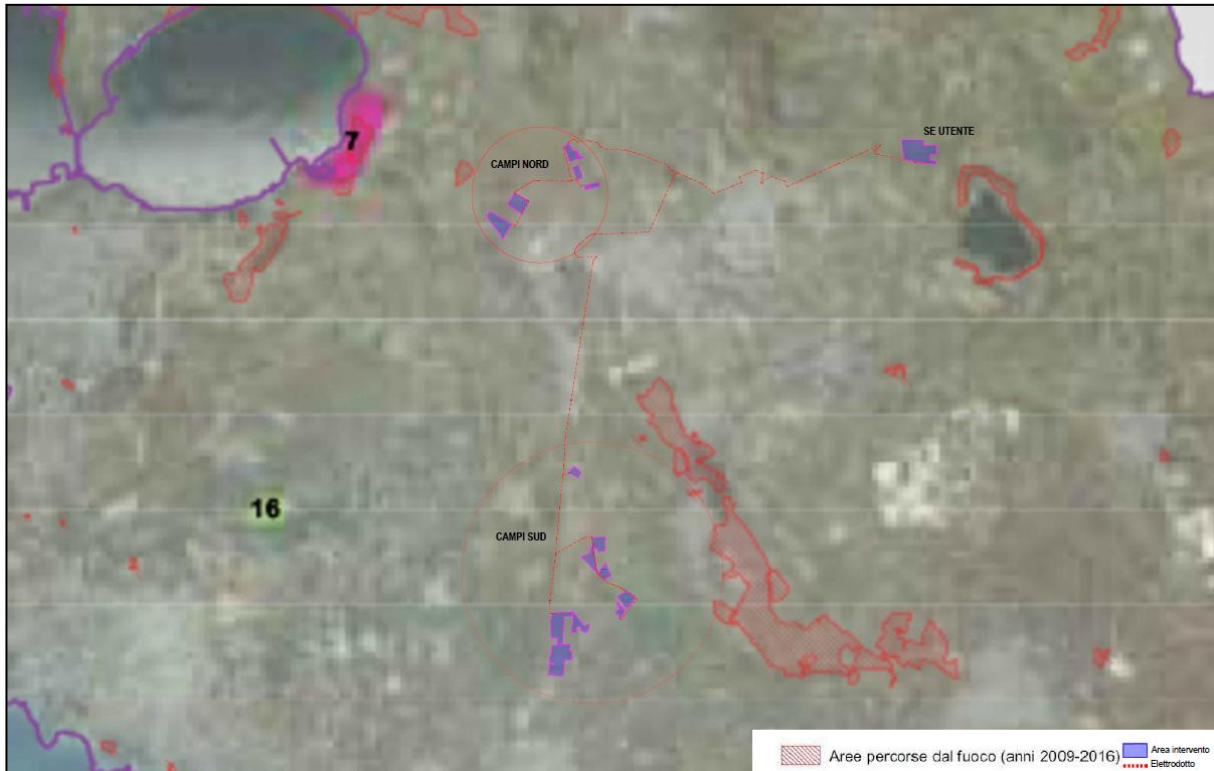 SE UTENTE
7
CAMPI NORD
16
CAMPI SUD
Aree percorse dal fuoco (anni 2009-2016)
Area intervento
Elettrodotto